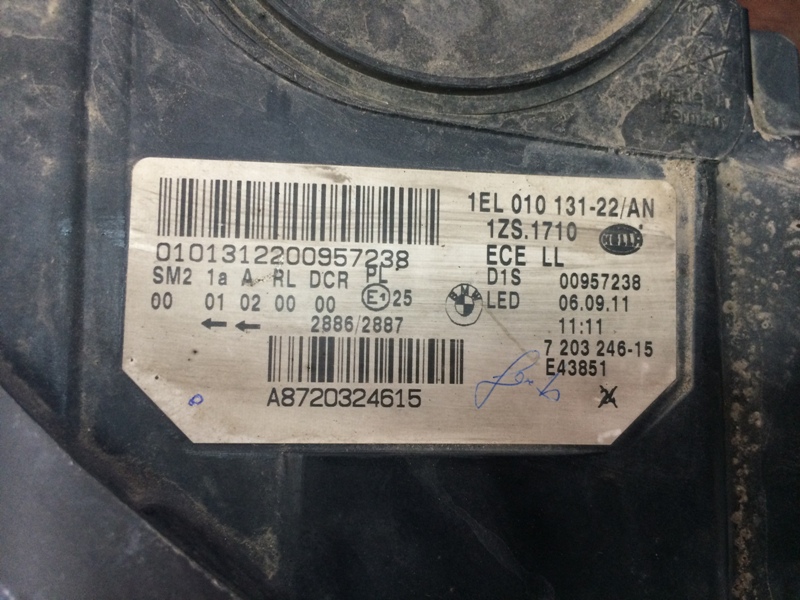 1EL 010 131-22/AN
1ZS.1710 HELLA
0101312200957238 ECE LL
SM2 1a A RL DCR PL D1S 00957238
00 01 02 00 00 E1 25 BMW LED 06.09.11
2886/2887 11:11
7 203 246-15
E43851
A8720324615